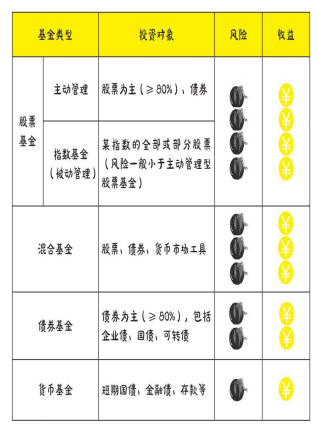 基金类型 投资对象 风险 收益
股票
基金
主动管理 股票为主(≥80%)、债券
指数基金
(被动管理)
某指数的全部或部分股票
(风险一般小于主动管理型
股票基金)
混合基金 股票、债券、货币市场工具
债券基金
债券为主(≥80%),包括
企业债、国债、可转债
货币基金 短期国债、金融债、存款等
¥
¥
¥
¥
¥
¥
¥
¥
¥
¥